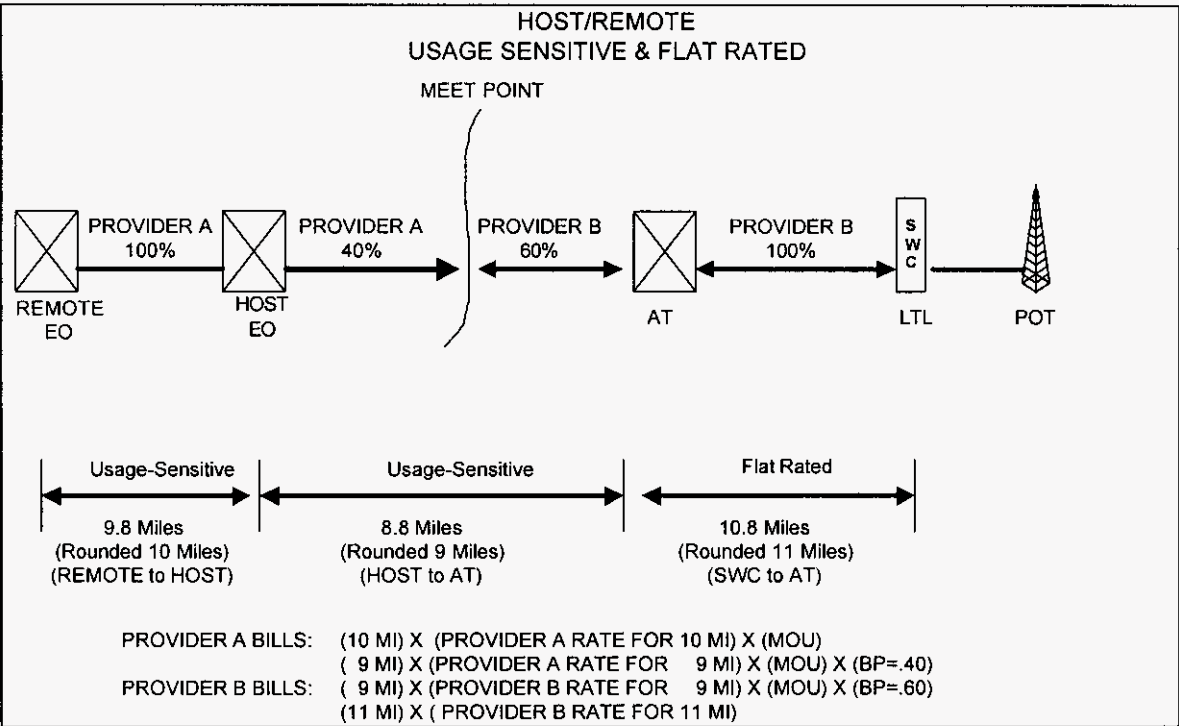 HOST/REMOTE
USAGE SENSITIVE & FLAT RATED
MEET POINT
PROVIDER A
100%
PROVIDER A
40%
PROVIDER B
60%
PROVIDER B
100%
S
W
C
REMOTE
EO
HOST
EO
AT
LTL
POT
Usage-Sensitive
Usage-Sensitive
Flat Rated
9.8 Miles
(Rounded 10 Miles)
(REMOTE to HOST)
8.8 Miles
(Rounded 9 Miles)
(HOST to AT)
10.8 Miles
(Rounded 11 Miles)
(SWC to AT)
PROVIDER A BILLS: (10 MI) X (PROVIDER A RATE FOR 10 MI) X (MOU)
( 9 MI) X (PROVIDER A RATE FOR 9 MI) X (MOU) X (BP=.40)
PROVIDER B BILLS: ( 9 MI) X (PROVIDER B RATE FOR 9 MI) X (MOU) X (BP=.60)
(11 MI) X ( PROVIDER B RATE FOR 11 MI)